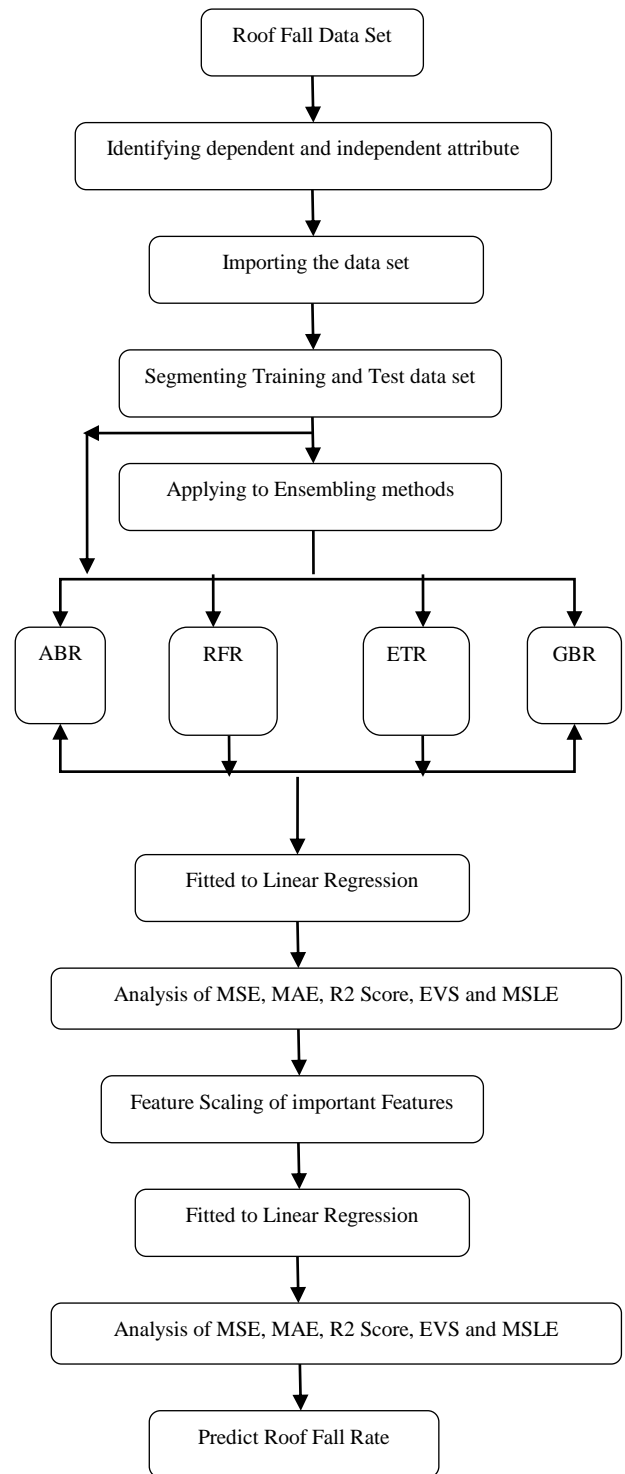 Roof Fall Data Set
Identifying dependent and independent attribute
Importing the data set
Segmenting Training and Test data set
Applying to Ensembling methods
ABR
RFR
ETR
GBR
Fitted to Linear Regression
Analysis of MSE, MAE, R2 Score, EVS and MSLE
Feature Scaling of important Features
Fitted to Linear Regression
Analysis of MSE, MAE, R2 Score, EVS and MSLE
Predict Roof Fall Rate